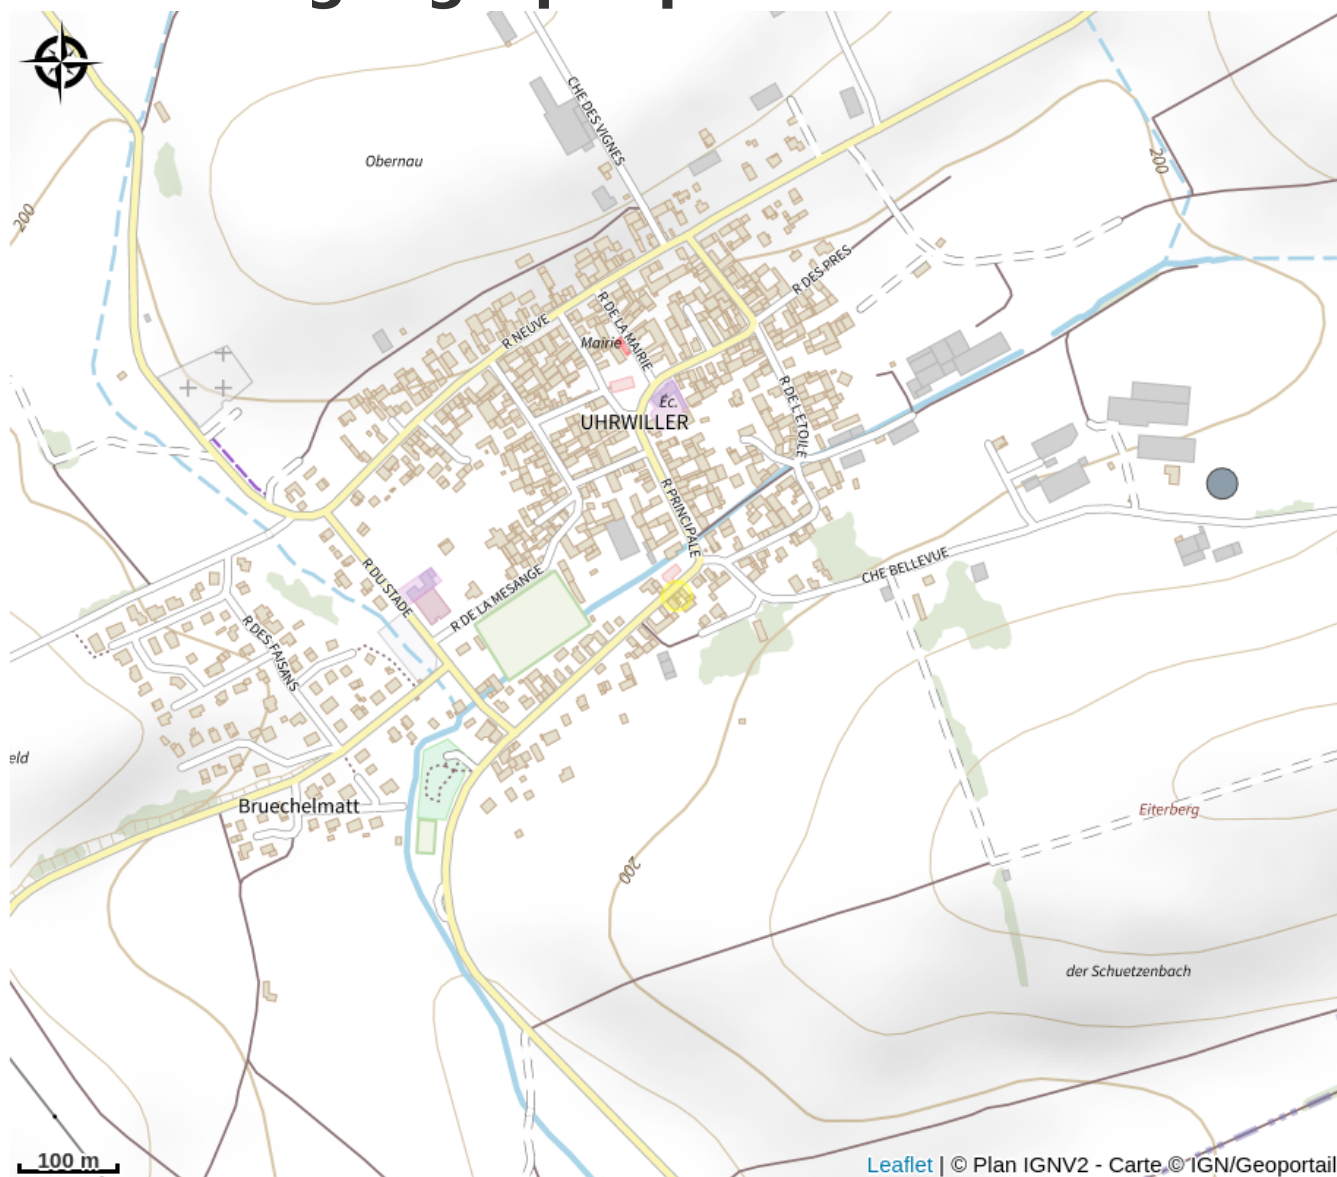 CHE DES VIGNES
Obernau
200
200
R DES PRES
R DE LA MAIRIE
R NEUVE
Mairie
Éc.
UHRWILLER
R DE L'ETOILE
R PRINCIPALE
CHE BELLEVUE
R DU STADE
R DE LA MESANGE
R DES FAISANS
eld
Bruechelmatt
Eiterberg
200
der Schuetzenbach
100 m
Leaflet | © Plan IGNV2 - Carte © IGN/Geoportail